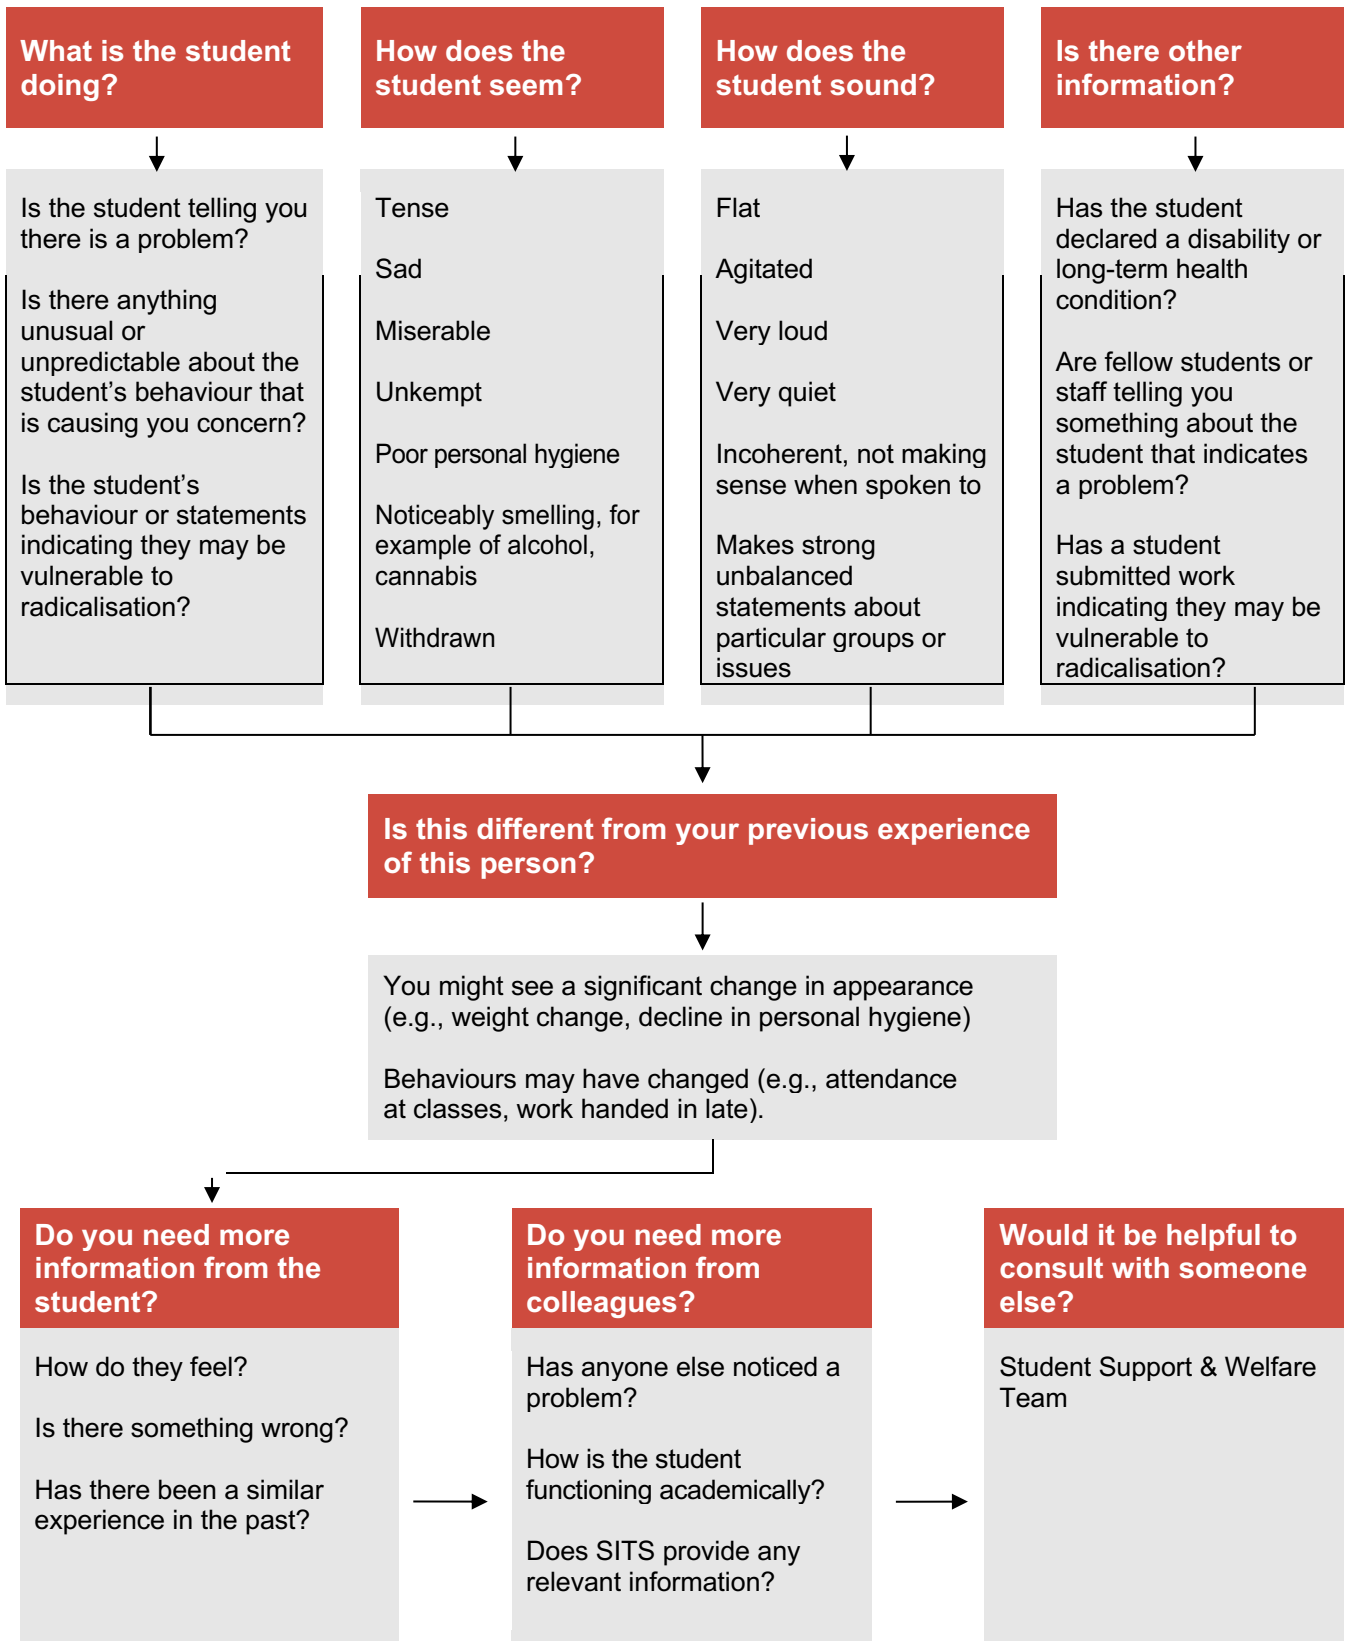 What is the student
doing?
Is the student telling you
there is a problem?
Is there anything
unusual or
unpredictable about the
student’s behaviour that
is causing you concern?
Is the student’s
behaviour or statements
indicating they may be
vulnerable to
radicalisation?
How does the
student seem?
Tense
Sad
Miserable
Unkempt
Poor personal hygiene
Noticeably smelling, for
example of alcohol,
cannabis
Withdrawn
How does the
student sound?
Flat
Agitated
Very loud
Very quiet
Incoherent, not making
sense when spoken to
Makes strong
unbalanced
statements about
particular groups or
issues
Is there other
information?
Has the student
declared a disability or
long-term health
condition?
Are fellow students or
staff telling you
something about the
student that indicates
a problem?
Has a student
submitted work
indicating they may be
vulnerable to
radicalisation?
Is this different from your previous experience
of this person?
You might see a significant change in appearance
(e.g., weight change, decline in personal hygiene)
Behaviours may have changed (e.g., attendance
at classes, work handed in late).
Do you need more
information from the
student?
How do they feel?
Is there something wrong?
Has there been a similar
experience in the past?
Do you need more
information from
colleagues?
Has anyone else noticed a
problem?
How is the student
functioning academically?
Does SITS provide any
relevant information?
Would it be helpful to
consult with someone
else?
Student Support & Welfare
Team